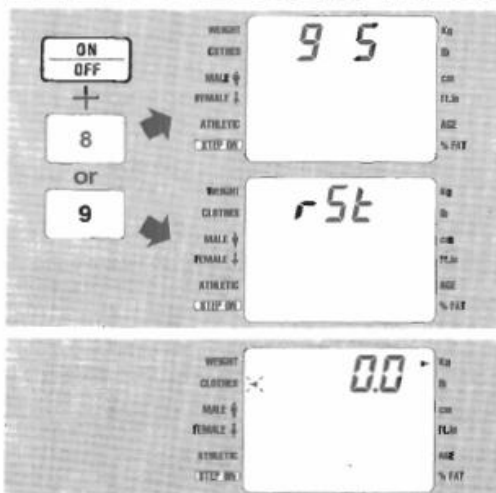 ON
OFF
+
8
or
9
WEIGHT 9 5 Kg
CLOTHES lb
MALE cm
FEMALE ft.in
ATHLETIC AGE
STEP ON % FAT
WEIGHT rSt Kg
CLOTHES lb
MALE cm
FEMALE ft.in
ATHLETIC AGE
STEP ON % FAT
WEIGHT 0.0 Kg
CLOTHES lb
MALE cm
FEMALE ft.in
ATHLETIC AGE
STEP ON % FAT